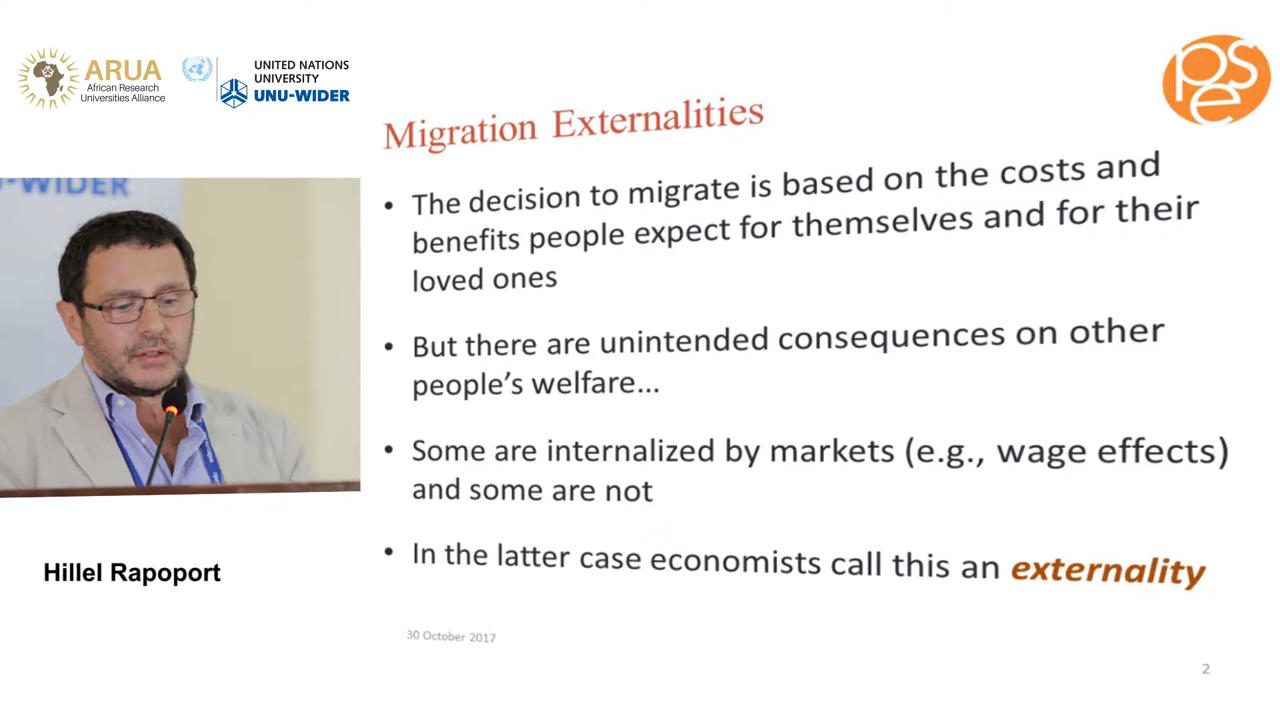 ARUA
African Research
Universities Alliance
UNITED NATIONS
UNIVERSITY
UNU-WIDER
pse
U-WIDER
Migration Externalities
• The decision to migrate is based on the costs and
benefits people expect for themselves and for their
loved ones
• But there are unintended consequences on other
people's welfare...
• Some are internalized by markets (e.g., wage effects)
and some are not
• In the latter case economists call this an externality
Hillel Rapoport
30 October 2017
2